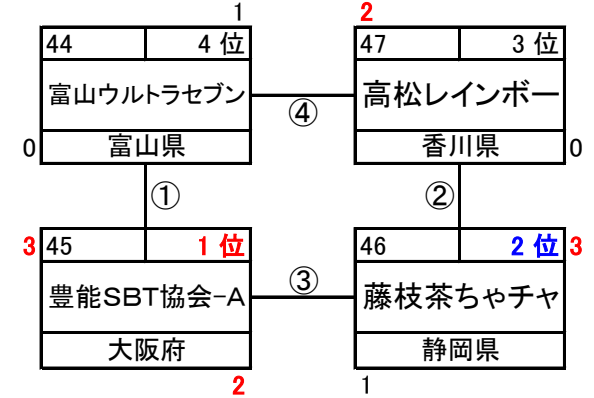 1 2
44 4 位 47 3 位
富山ウルトラセブン 高松レインボー
④
0 富山県 香川県 0
① ②
3 45 1 位 46 2 位 3
③
豊能SBT協会-A 藤枝茶ちゃチャ
大阪府 静岡県
2 1